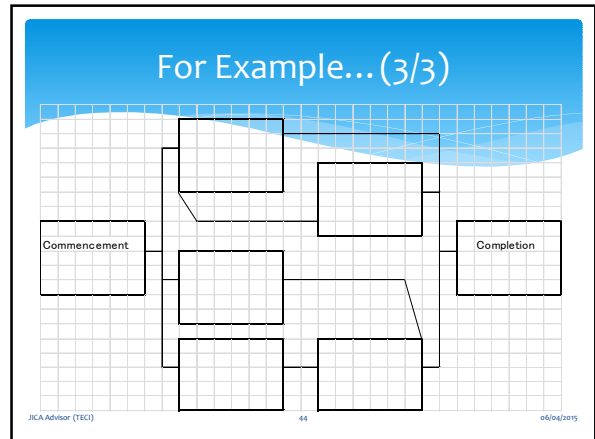 For Example...(3/3)
Commencement
Completion
JICA Advisor (TECI)
44
06/04/2015